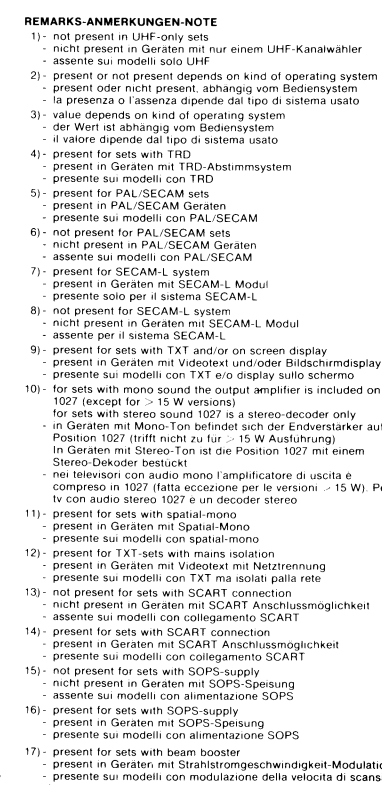 REMARKS-ANMERKUNGEN-NOTE
1)- not present in UHF-only sets
- nicht present in Geräten mit nur einem UHF-Kanalwähler
- assente sui modelli solo UHF
2)- present or not present depends on kind of operating system
- present oder nicht present, abhangig vom Bediensystem
- la presenza o l'assenza dipende dal tipo di sistema usato
3)- value depends on kind of operating system
- der Wert ist abhängig vom Bediensystem
- il valore dipende dal tipo di sistema usato
4)- present for sets with TRD
- present in Geräten mit TRD-Abstimmsystem
- presente sui modelli con TRD
5)- present for PAL/SECAM sets
- present in PAL/SECAM Geräten
- presente sui modelli con PAL/SECAM
6)- not present for PAL/SECAM sets
- nicht present in PAL/SECAM Geräten
- assente sui modelli con PAL/SECAM
7)- present for SECAM-L system
- present in Geräten mit SECAM-L Modul
- presente solo per il sistema SECAM-L
8)- not present for SECAM-L system
- nicht present in Geräten mit SECAM-L Modul
- assente per il sistema SECAM-L
9)- present for sets with TXT and/or on screen display
- present in Geräten mit Videotext und/oder Bildschirmdisplay
- presente sui modelli con TXT e/o display sullo schermo
10)- for sets with mono sound the output amplifier is included on
1027 (except for > 15 W versions)
for sets with stereo sound 1027 is a stereo-decoder only
- in Geräten mit Mono-Ton befindet sich der Endverstärker auf
Position 1027 (trifft nicht zu für > 15 W Ausfuhrung)
In Geräten mit Stereo-Ton ist die Position 1027 mit einem
Stereo-Dekoder bestückt
- nei televisori con audio mono l'amplificatore di uscita è
compreso in 1027 (fatta eccezione per le versioni > 15 W). Pe
tv con audio stereo 1027 è un decoder stereo
11)- present for sets with spatial-mono
- present in Geräten mit Spatial-Mono
- presente sui modelli con spatial-mono
12)- present for TXT-sets with mains isolation
- present in Geräten mit Videotext mit Netztrennung
- presente sui modelli con TXT ma isolati palla rete
13)- not present for sets with SCART connection
- nicht present in Geräten mit SCART Anschlussmöglichkeit
- assente sui modelli con collegamento SCART
14)- present for sets with SCART connection
- present in Geräten mit SCART Anschlussmöglichkeit
- presente sui modelli con collegamento SCART
15)- not present for sets with SOPS-supply
- nicht present in Geräten mit SOPS-Speisung
- assente sui modelli con alimentazione SOPS
16)- present for sets with SOPS-supply
- present in Geräten mit SOPS-Speisung
- presente sui modelli con alimentazione SOPS
17)- present for sets with beam booster
- present in Geräten mit Strahlstromgeschwindigkeit-Modulatio
- presente sui modelli con modulazione della velocita di scans